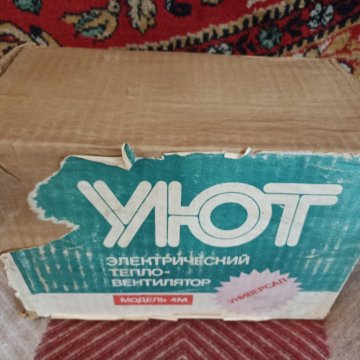 УЮТ
ЭЛЕКТРИЧЕСКИЙ
ТЕПЛО-
ВЕНТИЛЯТОР
МОДЕЛЬ 4М
УНИВЕРСАЛ